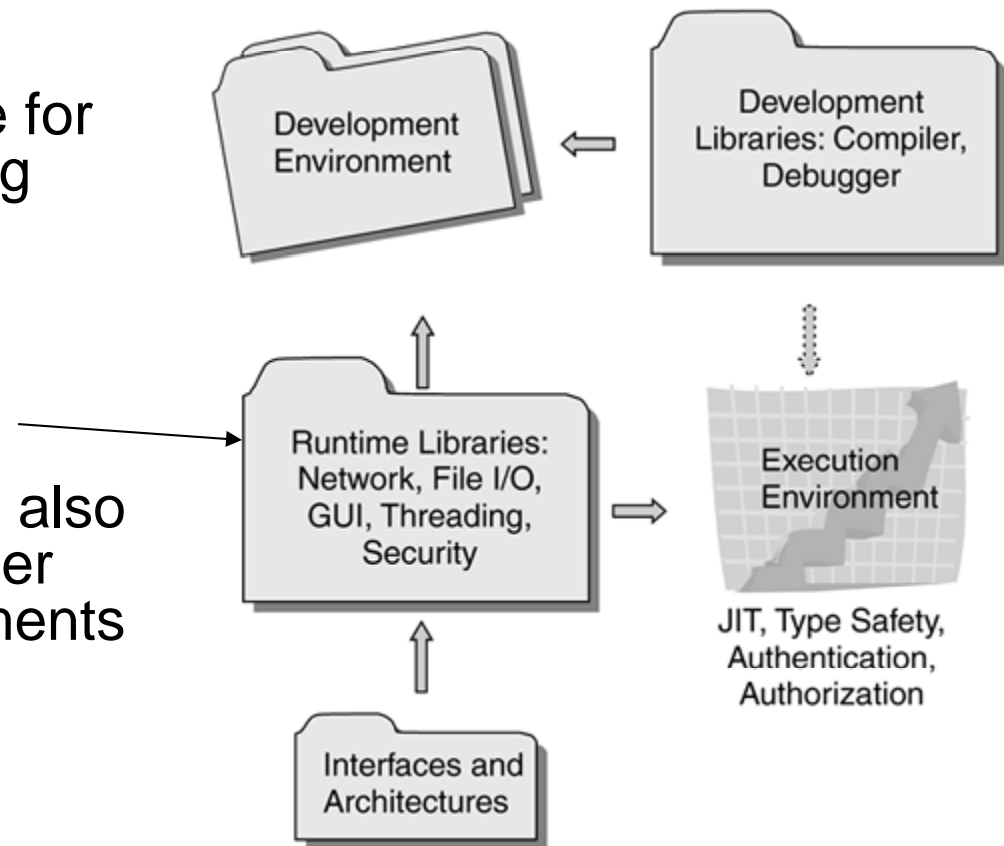 e for
g
also
er
nents
Development
Environment
Development
Libraries: Compiler,
Debugger
Runtime Libraries:
Network, File I/O,
GUI, Threading,
Security
Execution
Environment
JIT, Type Safety,
Authentication,
Authorization
Interfaces and
Architectures